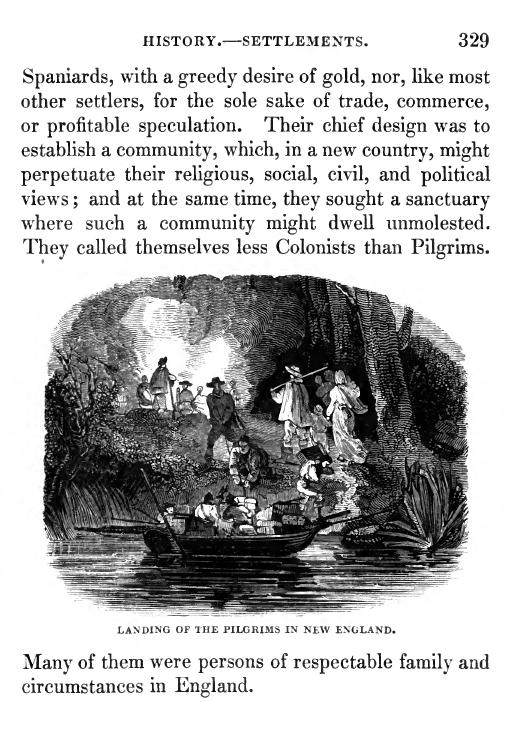 HISTORY.—SETTLEMENTS. 329
Spaniards, with a greedy desire of gold, nor, like most
other settlers, for the sole sake of trade, commerce,
or profitable speculation. Their chief design was to
establish a community, which, in a new country, might
perpetuate their religious, social, civil, and political
views; and at the same time, they sought a sanctuary
where such a community might dwell unmolested.
They called themselves less Colonists than Pilgrims.
LANDING OF THE PILGRIMS IN NEW ENGLAND.
Many of them were persons of respectable family and
circumstances in England.